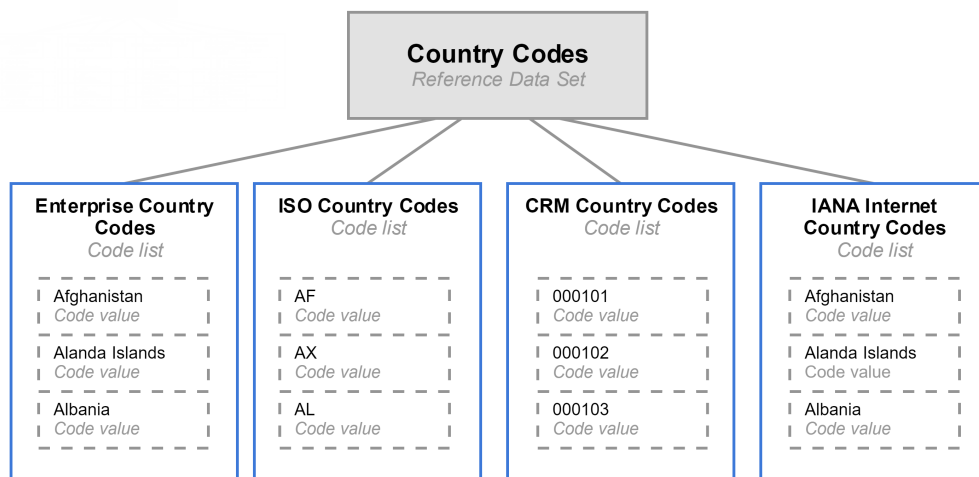 Country Codes
Reference Data Set
Enterprise Country
Codes
Code list
Afghanistan
Code value
Alanda Islands
Code value
Albania
Code value
ISO Country Codes
Code list
AF
Code value
AX
Code value
AL
Code value
CRM Country Codes
Code list
000101
Code value
000102
Code value
000103
Code value
IANA Internet
Country Codes
Code list
Afghanistan
Code value
Alanda Islands
Code value
Albania
Code value